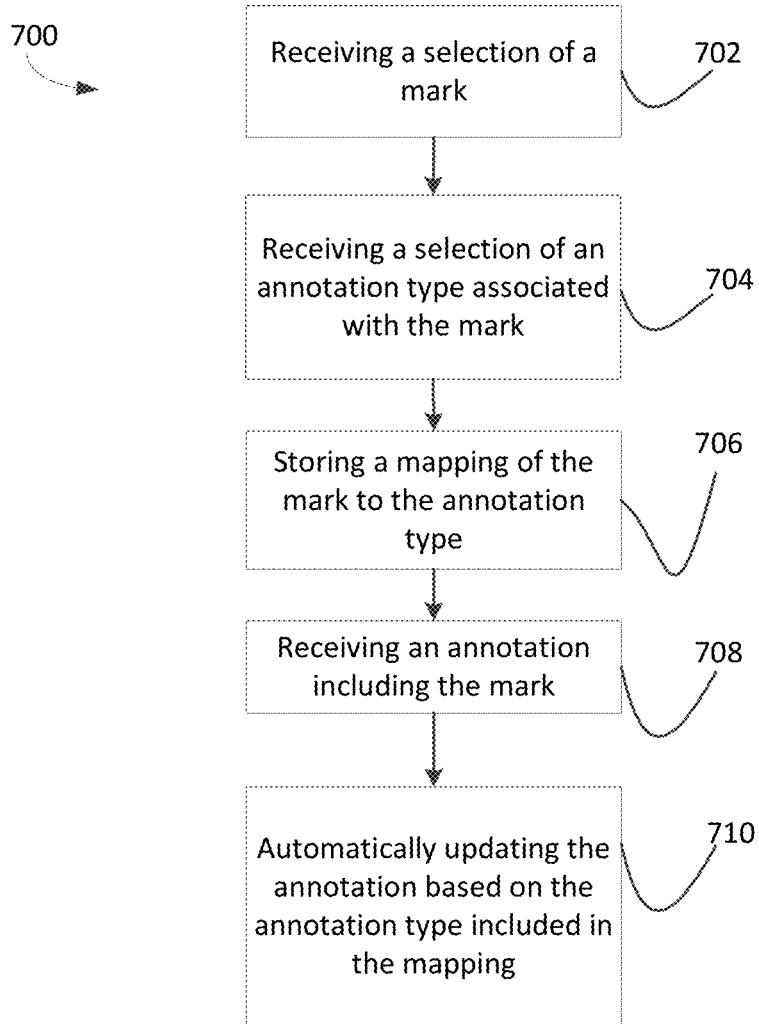 700
Receiving a selection of a
mark
702
Receiving a selection of an
annotation type associated
with the mark
704
Storing a mapping of the
mark to the annotation
type
706
Receiving an annotation
including the mark
708
Automatically updating the
annotation based on the
annotation type included in
the mapping
710